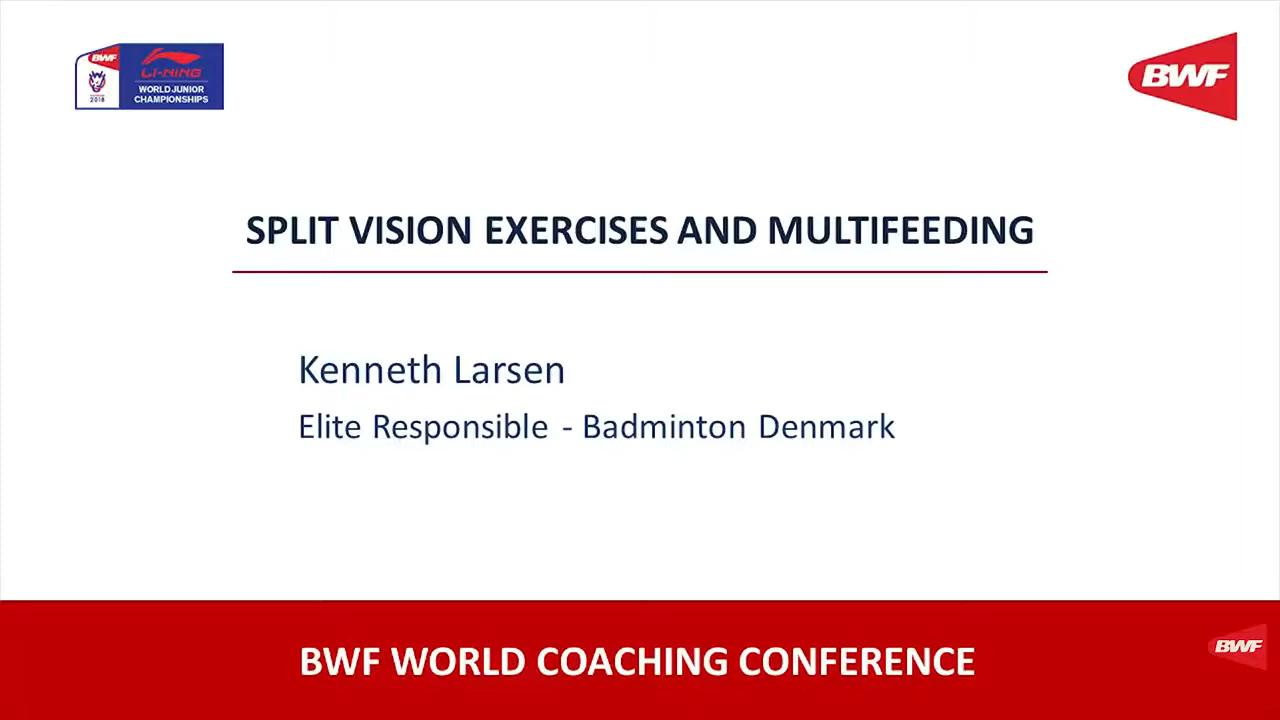 BWF
2018
LI-NING
WORLD JUNIOR
CHAMPIONSHIPS
BWF
SPLIT VISION EXERCISES AND MULTIFEEDING
Kenneth Larsen
Elite Responsible - Badminton Denmark
BWF WORLD COACHING CONFERENCE
BWF